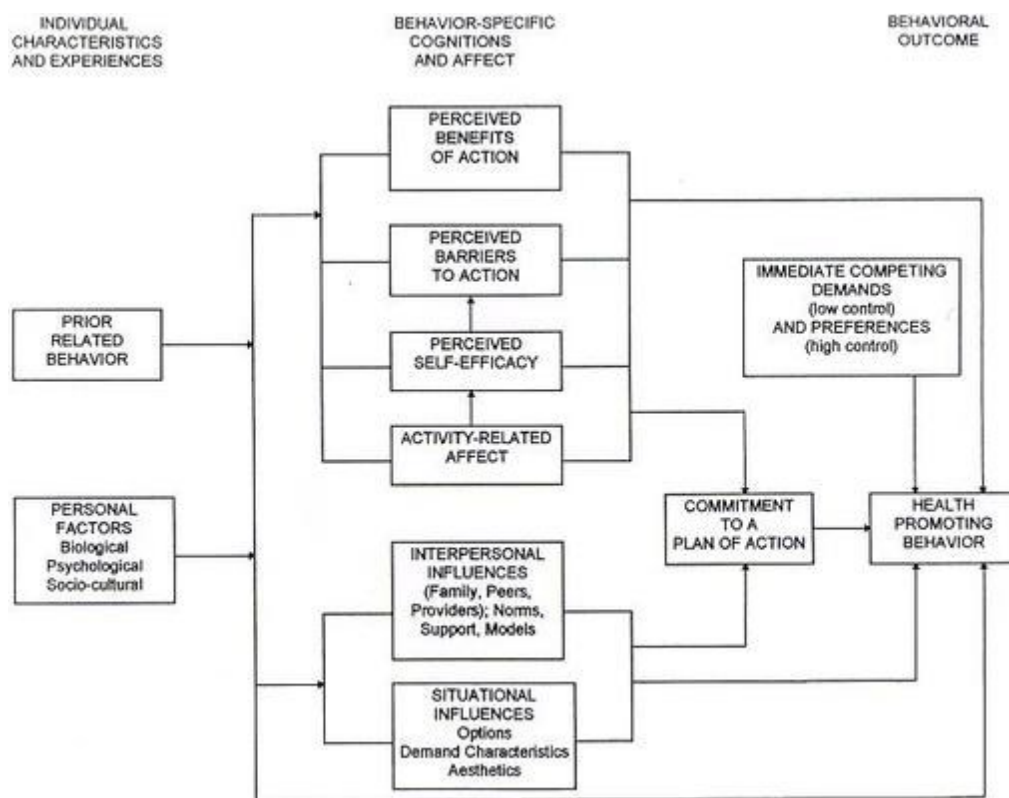 INDIVIDUAL
CHARACTERISTICS
AND EXPERIENCES
BEHAVIOR-SPECIFIC
COGNITIONS
AND AFFECT
BEHAVIORAL
OUTCOME
PERCEIVED
BENEFITS
OF ACTION
PERCEIVED
BARRIERS
TO ACTION
PERCEIVED
SELF-EFFICACY
ACTIVITY-RELATED
AFFECT
IMMEDIATE COMPETING
DEMANDS
(low control)
AND PREFERENCES
(high control)
PRIOR
RELATED
BEHAVIOR
PERSONAL
FACTORS
Biological
Psychological
Socio-cultural
INTERPERSONAL
INFLUENCES
(Family, Peers,
Providers); Norms,
Support, Models
SITUATIONAL
INFLUENCES
Options
Demand Characteristics
Aesthetics
COMMITMENT
TO A
PLAN OF ACTION
HEALTH
PROMOTING
BEHAVIOR